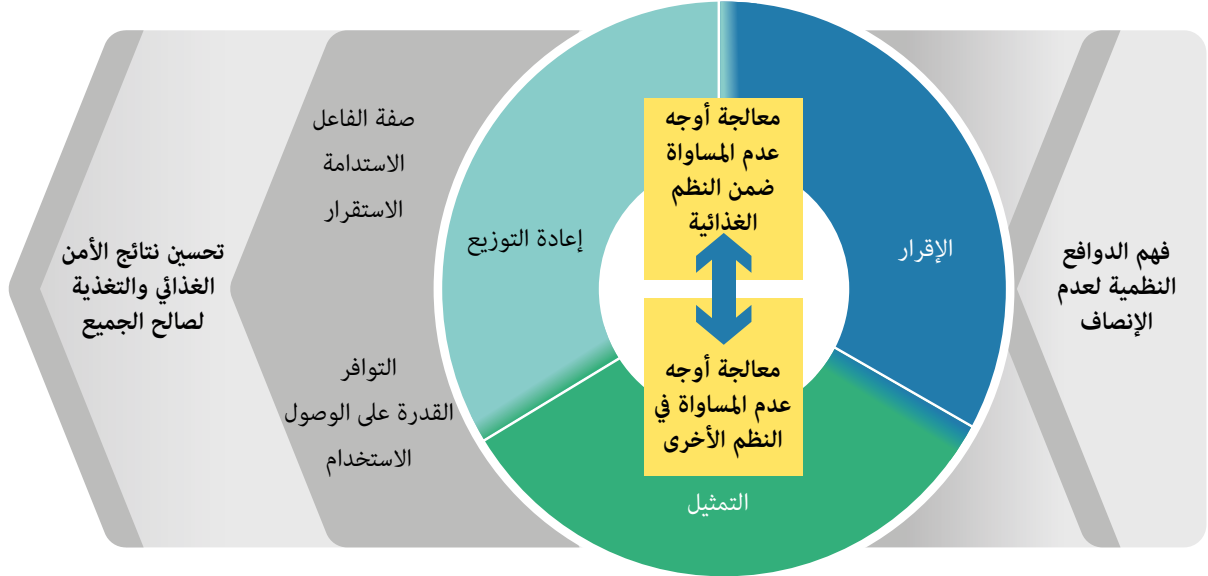 فهم الدوافع
النظمية لعدم
الإنصاف
الإقرار
معالجة أوجه
عدم المساواة
ضمن النظم
الغذائية
معالجة أوجه
عدم المساواة في
النظم الأخرى
التمثيل
إعادة التوزيع
صفة الفاعل
الاستدامة
الاستقرار
التوافر
القدرة على الوصول
الاستخدام
تحسين نتائج الأمن
الغذائي والتغذية
لصالح الجميع